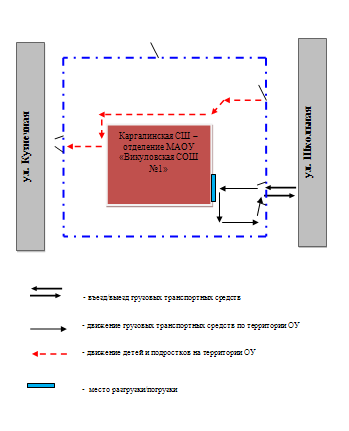 ул. Кузнечная
Каргалинская СШ –
отделение МАОУ
«Викуловская СОШ
№1»
ул. Школьная
- въезд/выезд грузовых транспортных средств
- движение грузовых транспортных средств по территории ОУ
- движение детей и подростков на территории ОУ
- место разгрузки/погрузки